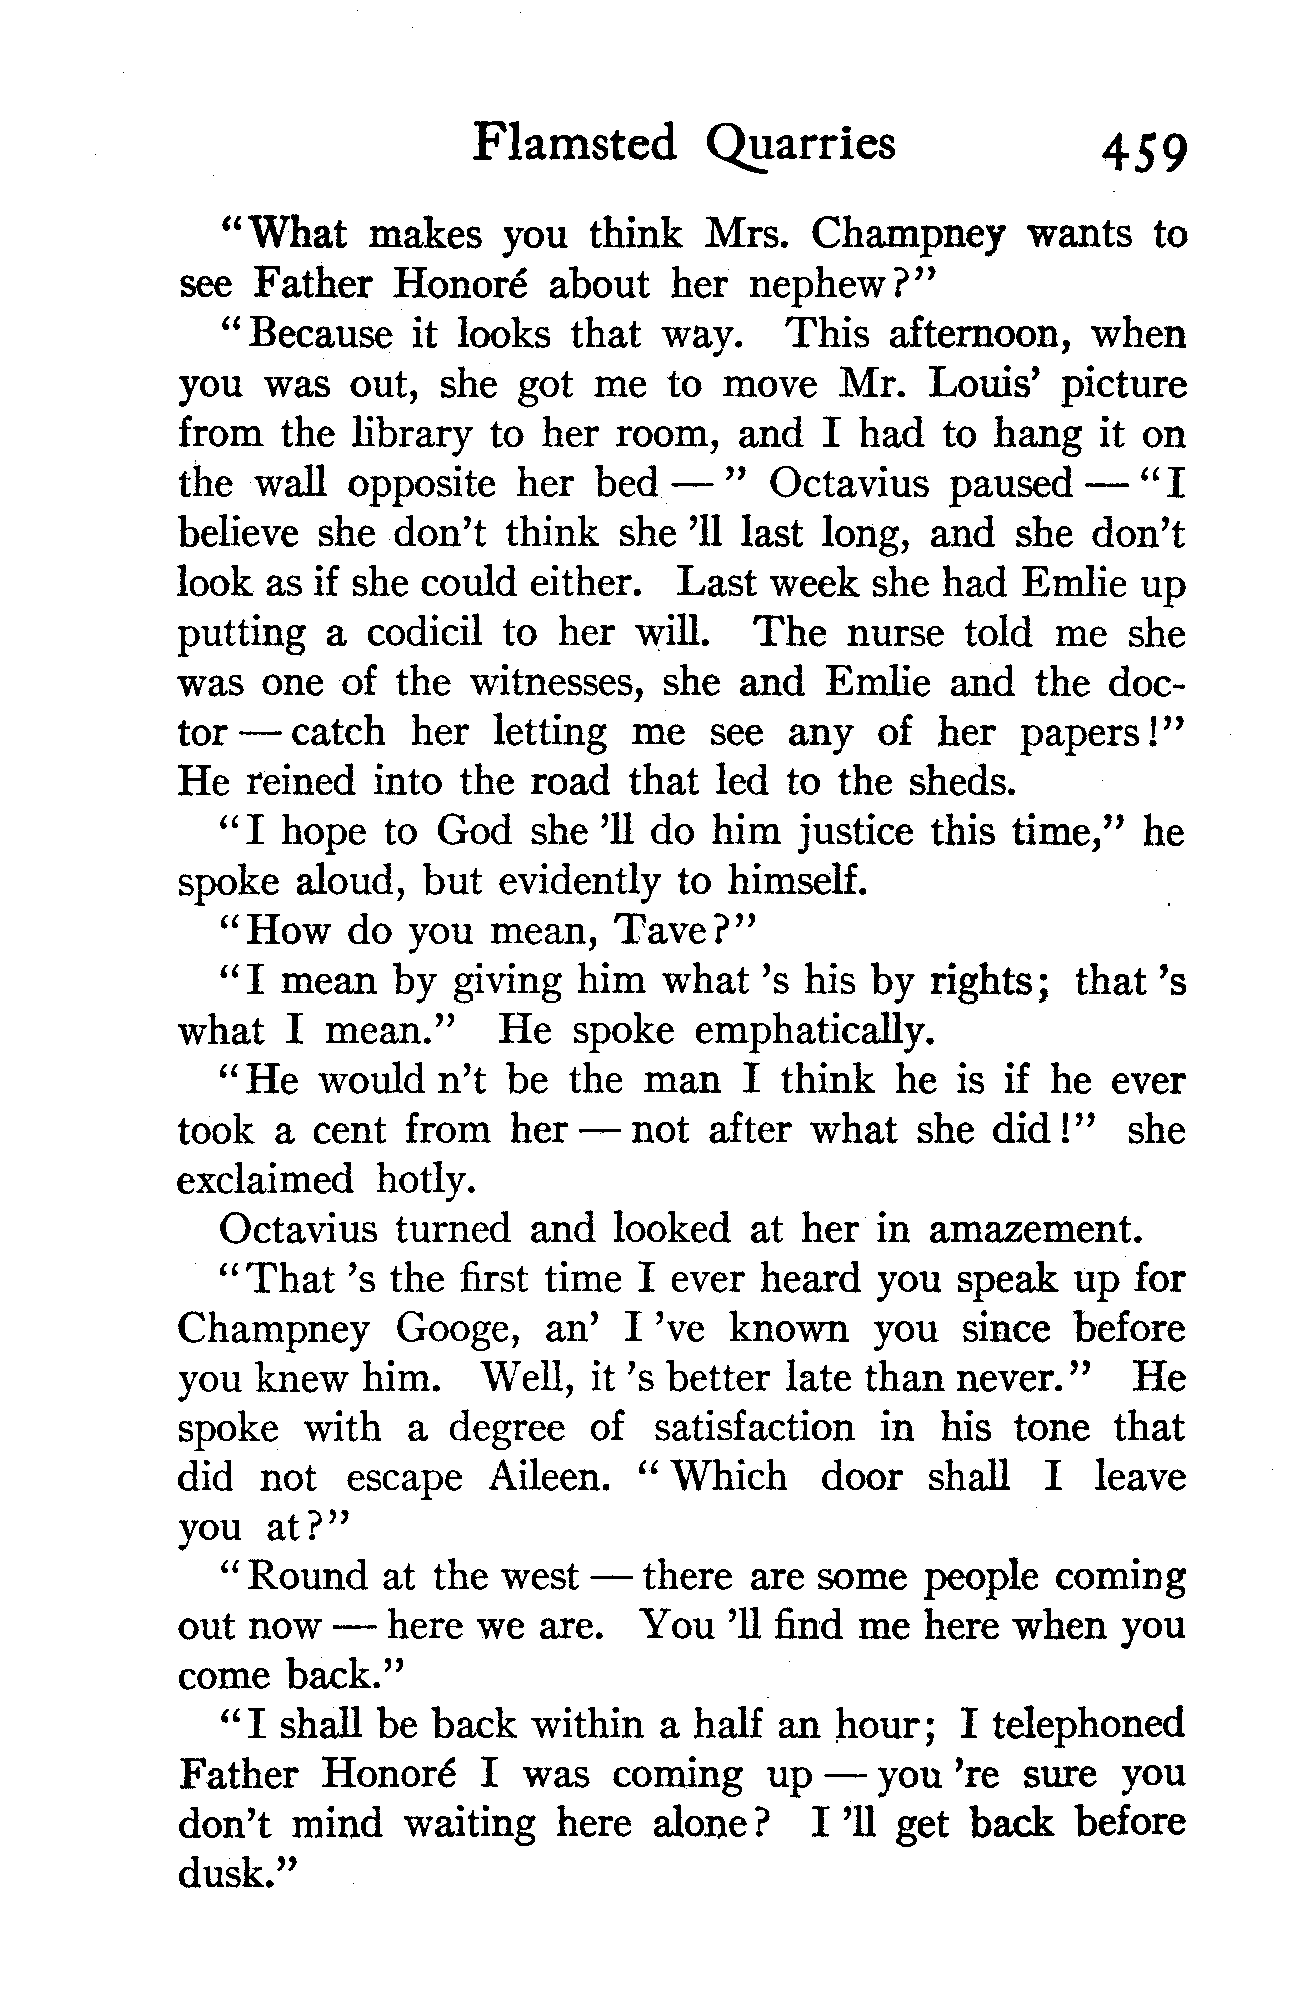 Flamsted Quarries 459
"What makes you think Mrs. Champney wants to
see Father Honoré about her nephew?"
"Because it looks that way. This afternoon, when
you was out, she got me to move Mr. Louis' picture
from the library to her room, and I had to hang it on
the wall opposite her bed — " Octavius paused — "I
believe she don't think she 'll last long, and she don't
look as if she could either. Last week she had Emlie up
putting a codicil to her will. The nurse told me she
was one of the witnesses, she and Emlie and the doc-
tor — catch her letting me see any of her papers!"
He reined into the road that led to the sheds.
"I hope to God she 'll do him justice this time," he
spoke aloud, but evidently to himself.
"How do you mean, Tave?"
"I mean by giving him what 's his by rights; that 's
what I mean." He spoke emphatically.
"He would n't be the man I think he is if he ever
took a cent from her — not after what she did!" she
exclaimed hotly.
Octavius turned and looked at her in amazement.
"That 's the first time I ever heard you speak up for
Champney Googe, an' I 've known you since before
you knew him. Well, it 's better late than never." He
spoke with a degree of satisfaction in his tone that
did not escape Aileen. "Which door shall I leave
you at?"
"Round at the west — there are some people coming
out now — here we are. You 'll find me here when you
come back."
"I shall be back within a half an hour; I telephoned
Father Honoré I was coming up — you 're sure you
don't mind waiting here alone? I 'll get back before
dusk."